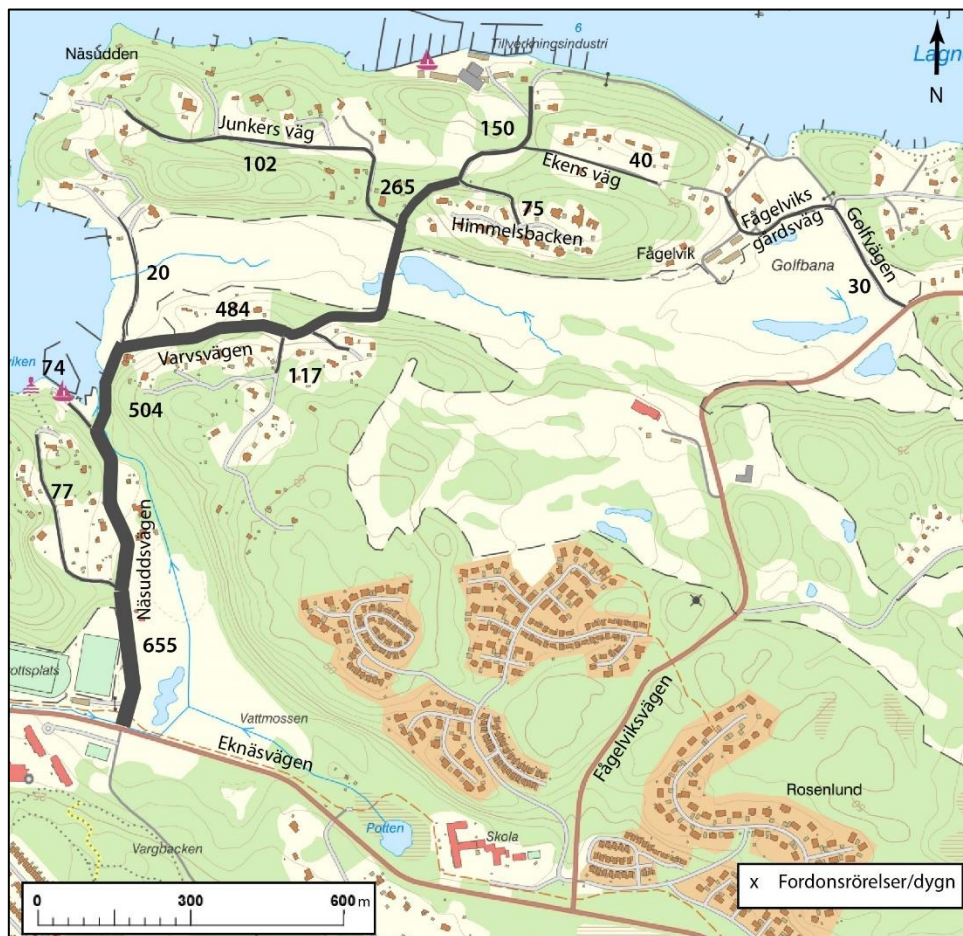 6
Tillverkningsindustri
Näsudden
N
Junkers väg
150
102
40
Ekens väg
265
75
Himmelsbacken
Fågelviks
gårdsväg
Golfvägen
Fågelvik
Golfbana
20
30
484
Varvsvägen
74
117
504
77
Näsuddsvägen
655
Vattmossen
Eknäsvägen
Fågelviksvägen
Rosenlund
Potten
Skola
Vargbacken
x Fordonsrörelser/dygn
0 300 600 m